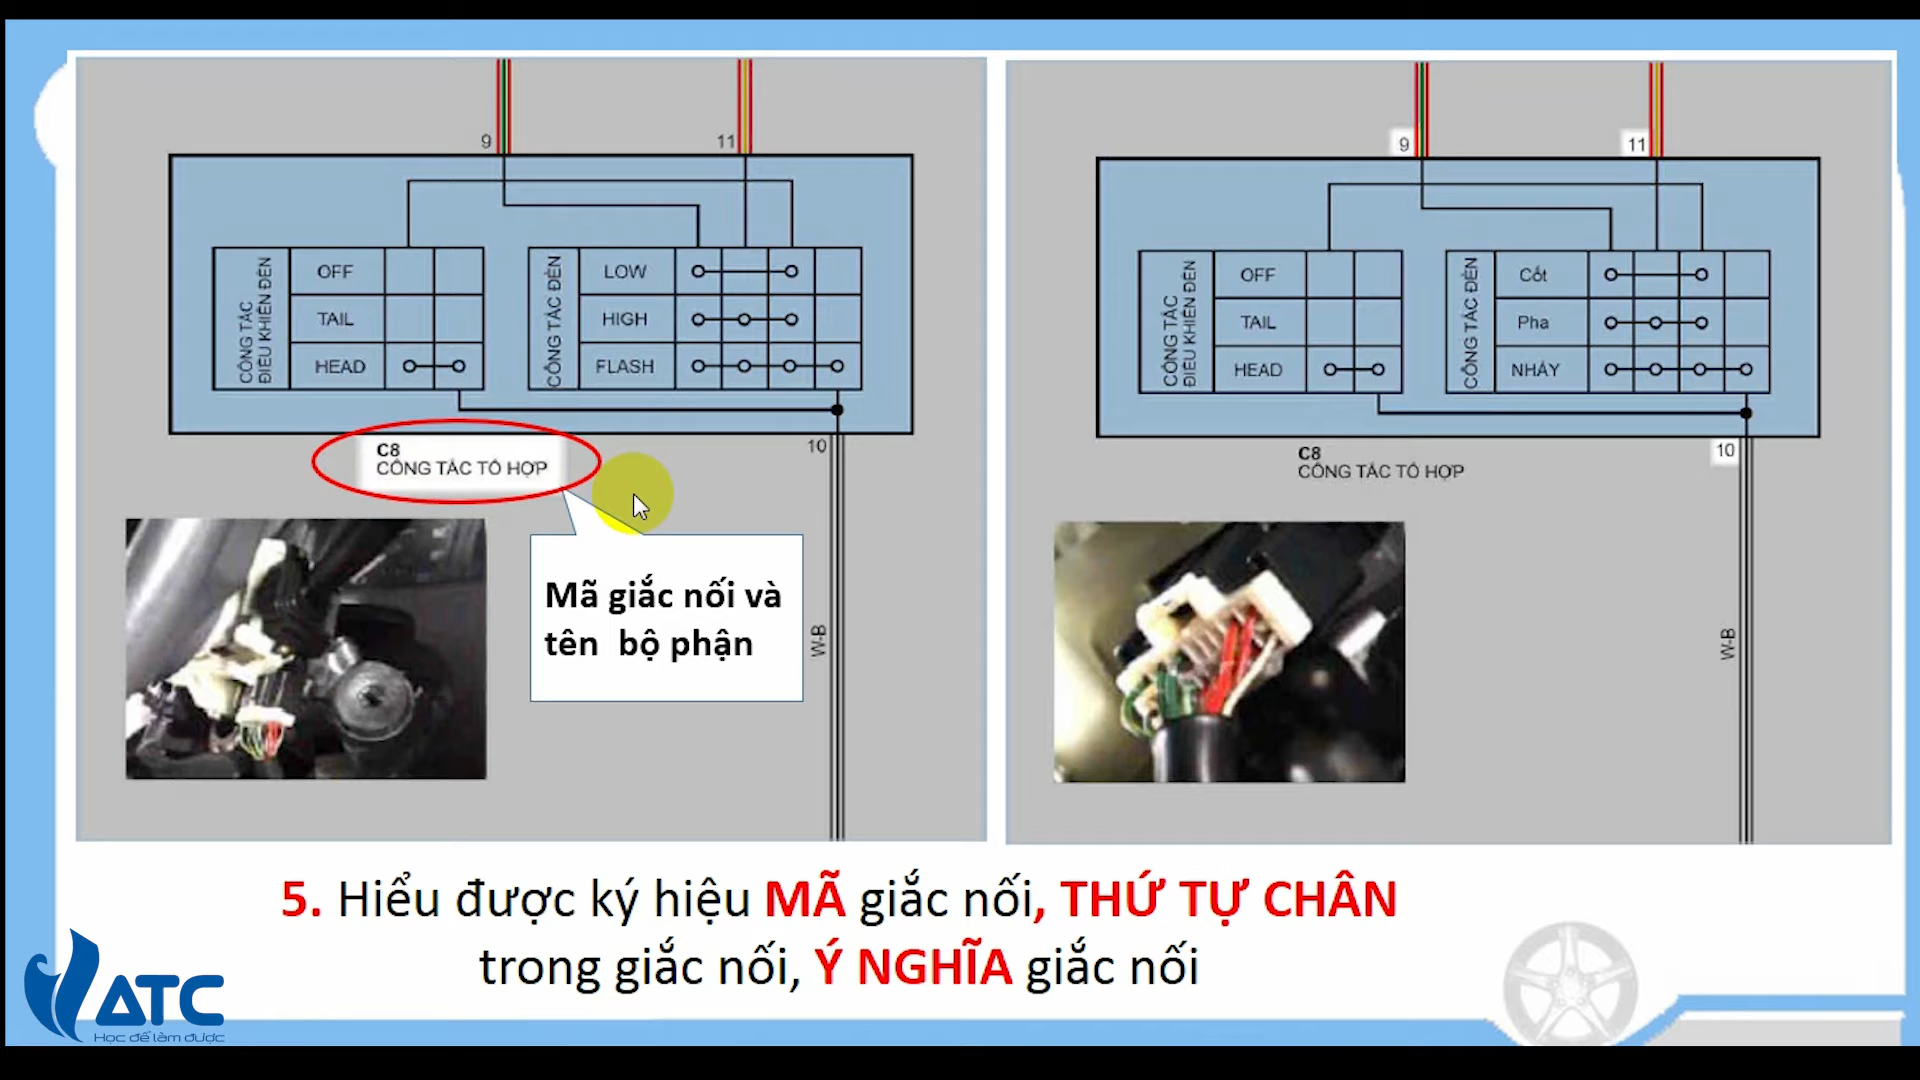 9
11
CÔNG TẮC
ĐIỀU KHIỂN ĐÈN
OFF
TAIL
HEAD
CÔNG TẮC ĐÈN
LOW
HIGH
FLASH
C8
CÔNG TẮC TỔ HỢP
10
Mã giắc nối và
tên bộ phận
W-B
9
11
CÔNG TẮC
ĐIỀU KHIỂN ĐÈN
OFF
TAIL
HEAD
CÔNG TẮC ĐÈN
Cốt
Pha
NHÁY
C8
CÔNG TẮC TỔ HỢP
10
W-B
5. Hiểu được ký hiệu MÃ giắc nối, THỨ TỰ CHÂN
trong giắc nối, Ý NGHĨA giắc nối
VATC
Học để làm được